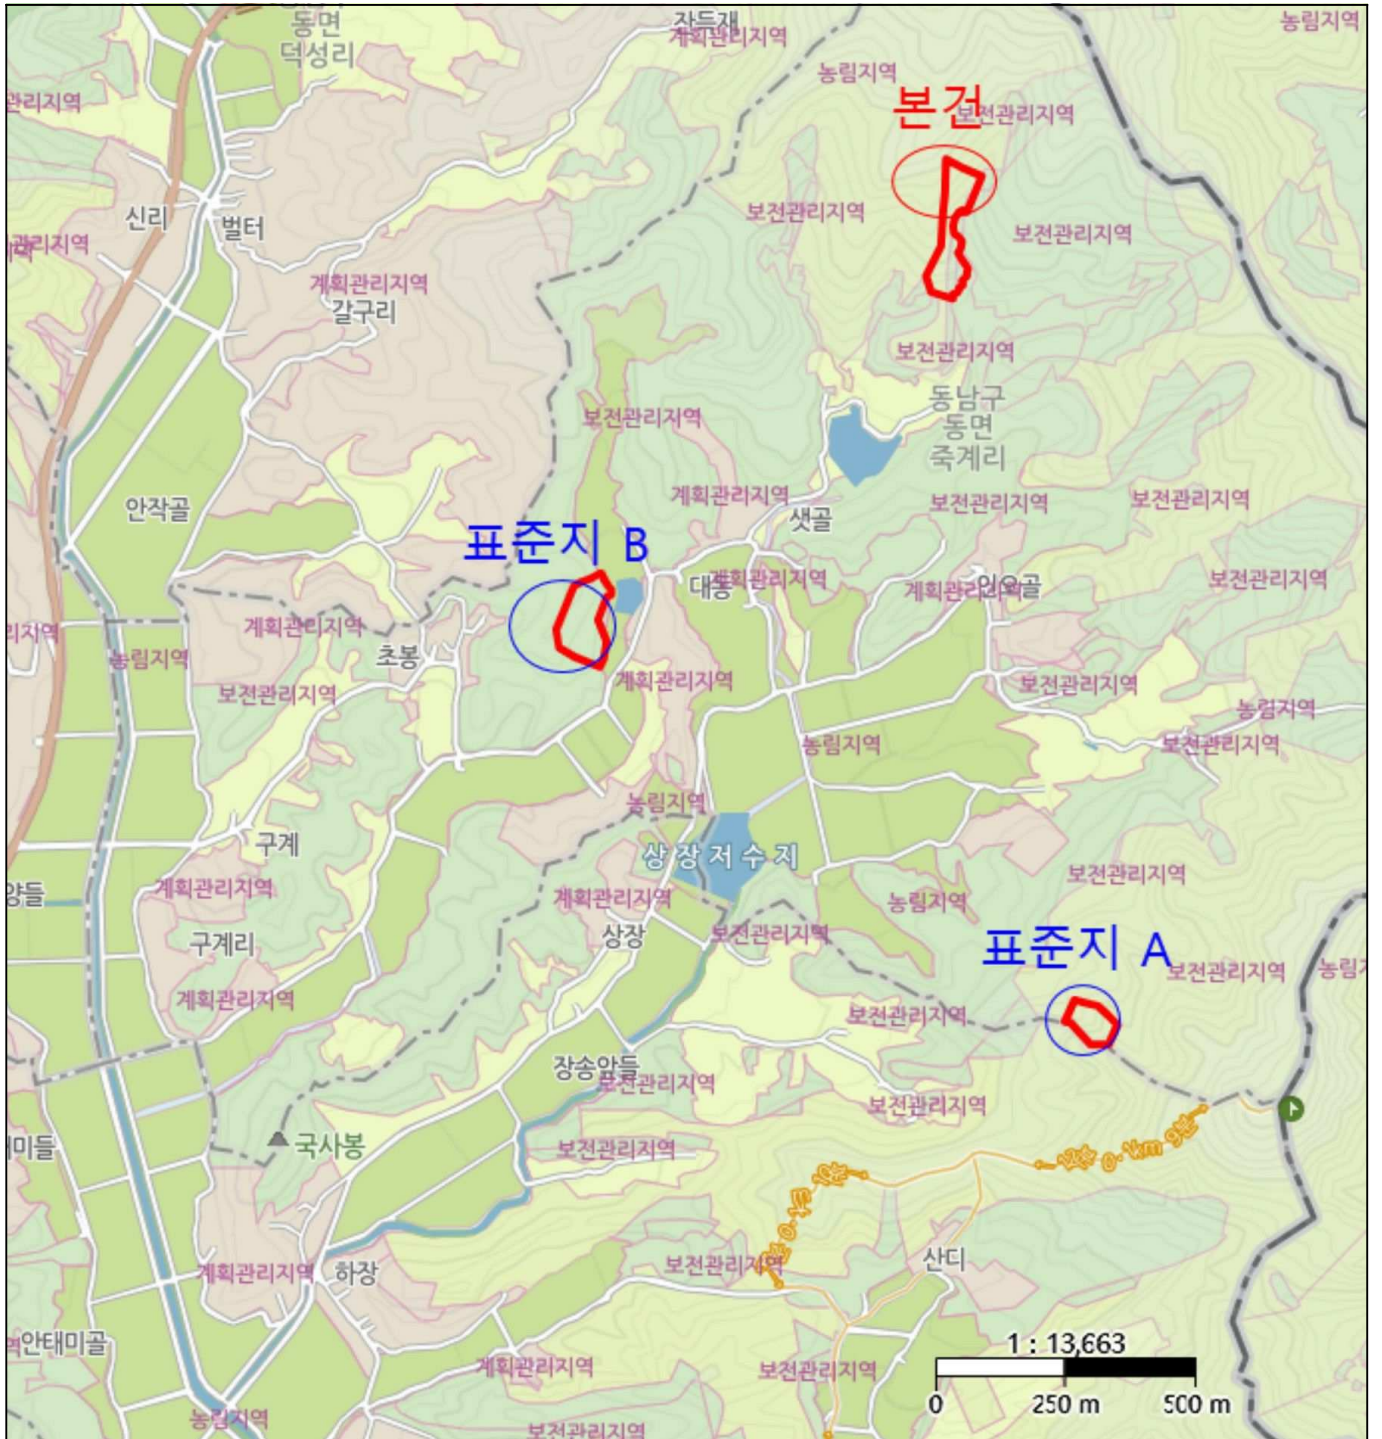 동면
덕성리
잔듸재
계획관리지역
농림지역
농림지역
본건
보전관리지역
보전관리지역
보전관리지역
신리
벌터
계획관리지역
갈구리
보전관리지역
동남구
동면
죽계리
보전관리지역
계획관리지역
보전관리지역
보전관리지역
안작골
샛골
표준지 B
대동
계획관리지역
계획관리지역
보전관리지역
계획관리지역
농림지역
초봉
보전관리지역
계획관리지역
보전관리지역
농림지역
농림지역
보전관리지역
농림지역
구계
상장저수지
계획관리지역
계획관리지역
보전관리지역
농림지역
구계리
상장
보전관리지역
표준지 A
보전관리지역
계획관리지역
보전관리지역
장송앞들
보전관리지역
보전관리지역
국사봉
보전관리지역
산디
계획관리지역
하장
보전관리지역
안태미골
계획관리지역
보전관리지역
1 : 13,663
0 250 m 500 m
농림지역
보전관리지역